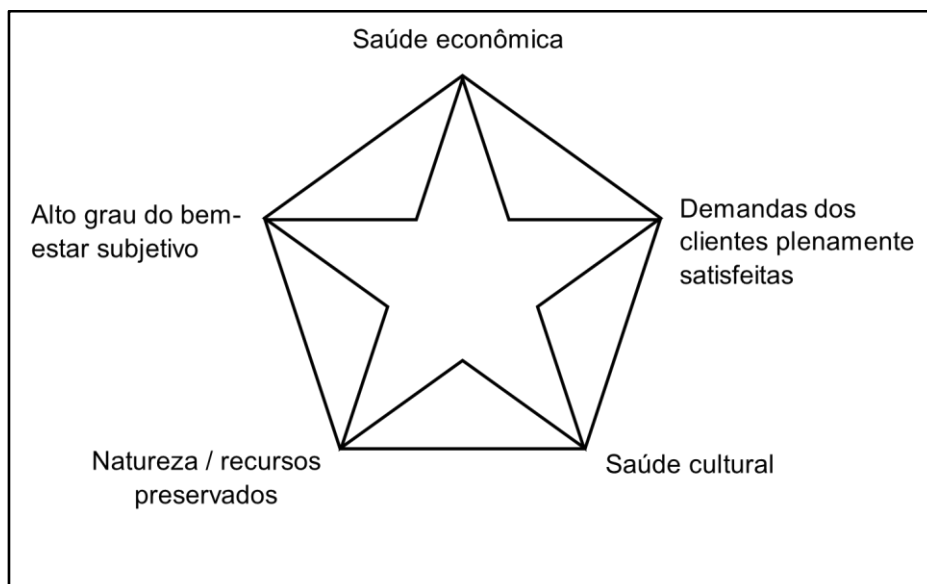 Saúde econômica
Alto grau do bem-
estar subjetivo
Demandas dos
clientes plenamente
satisfeitas
Natureza / recursos
preservados
Saúde cultural